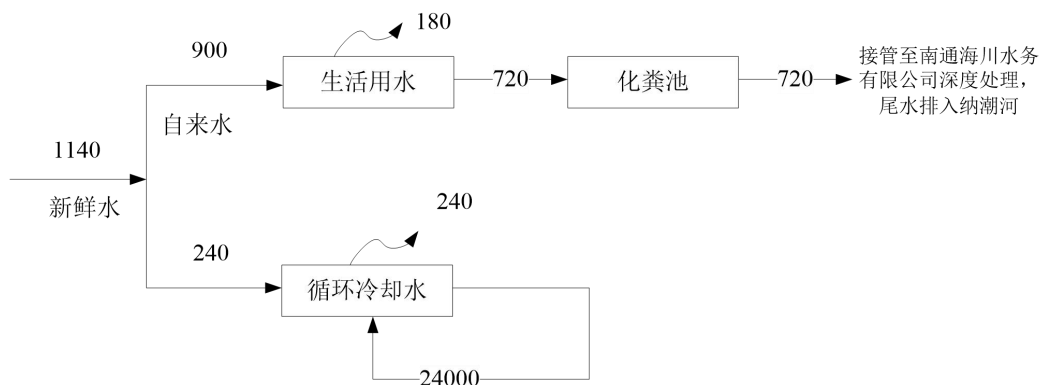 180
900
生活用水
720
化粪池
720
接管至南通海川水务
有限公司深度处理，
尾水排入纳潮河
自来水
1140
新鲜水
240
240
循环冷却水
24000